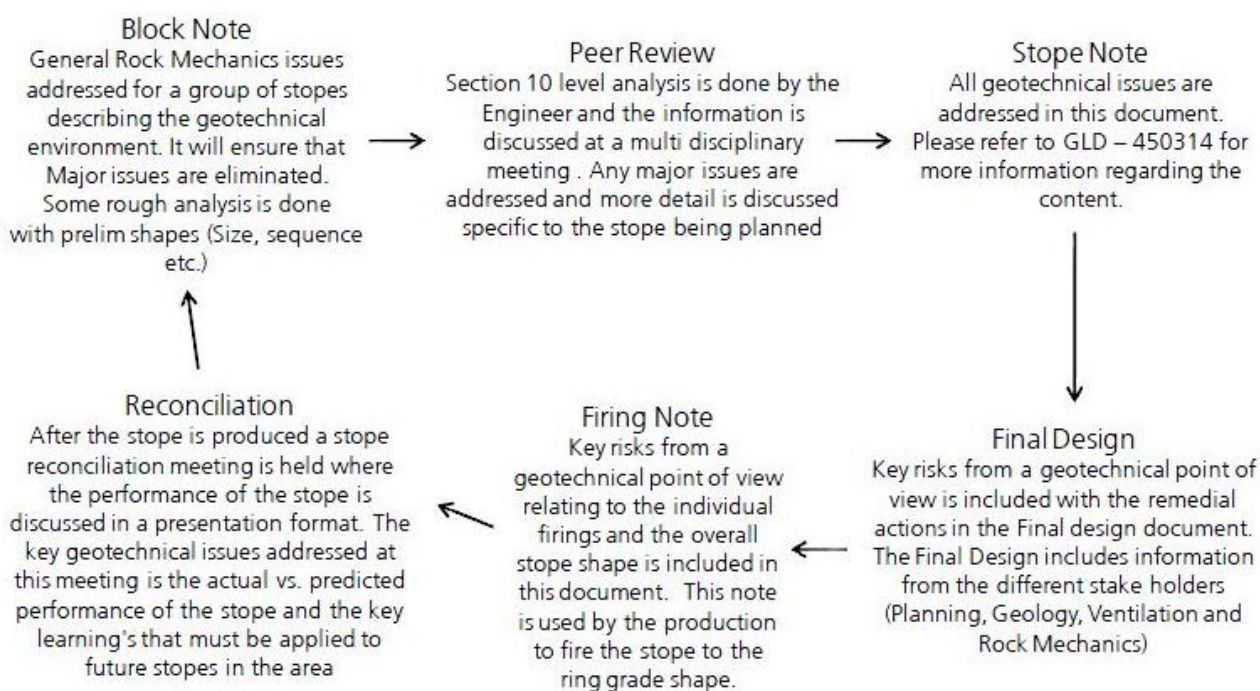 Block Note
General Rock Mechanics issues
addressed for a group of stopes
describing the geotechnical
environment. It will ensure that
Major issues are eliminated.
Some rough analysis is done
with prelim shapes (Size, sequence
etc.)
Peer Review
Section 10 level analysis is done by the
Engineer and the information is
discussed at a multi disciplinary
meeting . Any major issues are
addressed and more detail is discussed
specific to the stope being planned
Stope Note
All geotechnical issues are
addressed in this document.
Please refer to GLD – 450314 for
more information regarding the
content.
Final Design
Key risks from a geotechnical point of
view is included with the remedial
actions in the Final design document.
The Final Design includes information
from the different stake holders
(Planning, Geology, Ventilation and
Rock Mechanics)
Firing Note
Key risks from a
geotechnical point of view
relating to the individual
firings and the overall
stope shape is included in
this document.  This note
is used by the production
to fire the stope to the
ring grade shape.
Reconciliation
After the stope is produced a stope
reconciliation meeting is held where
the performance of the stope is
discussed in a presentation format. The
key geotechnical issues addressed at
this meeting is the actual vs. predicted
performance of the stope and the key
learning's that must be applied to
future stopes in the area